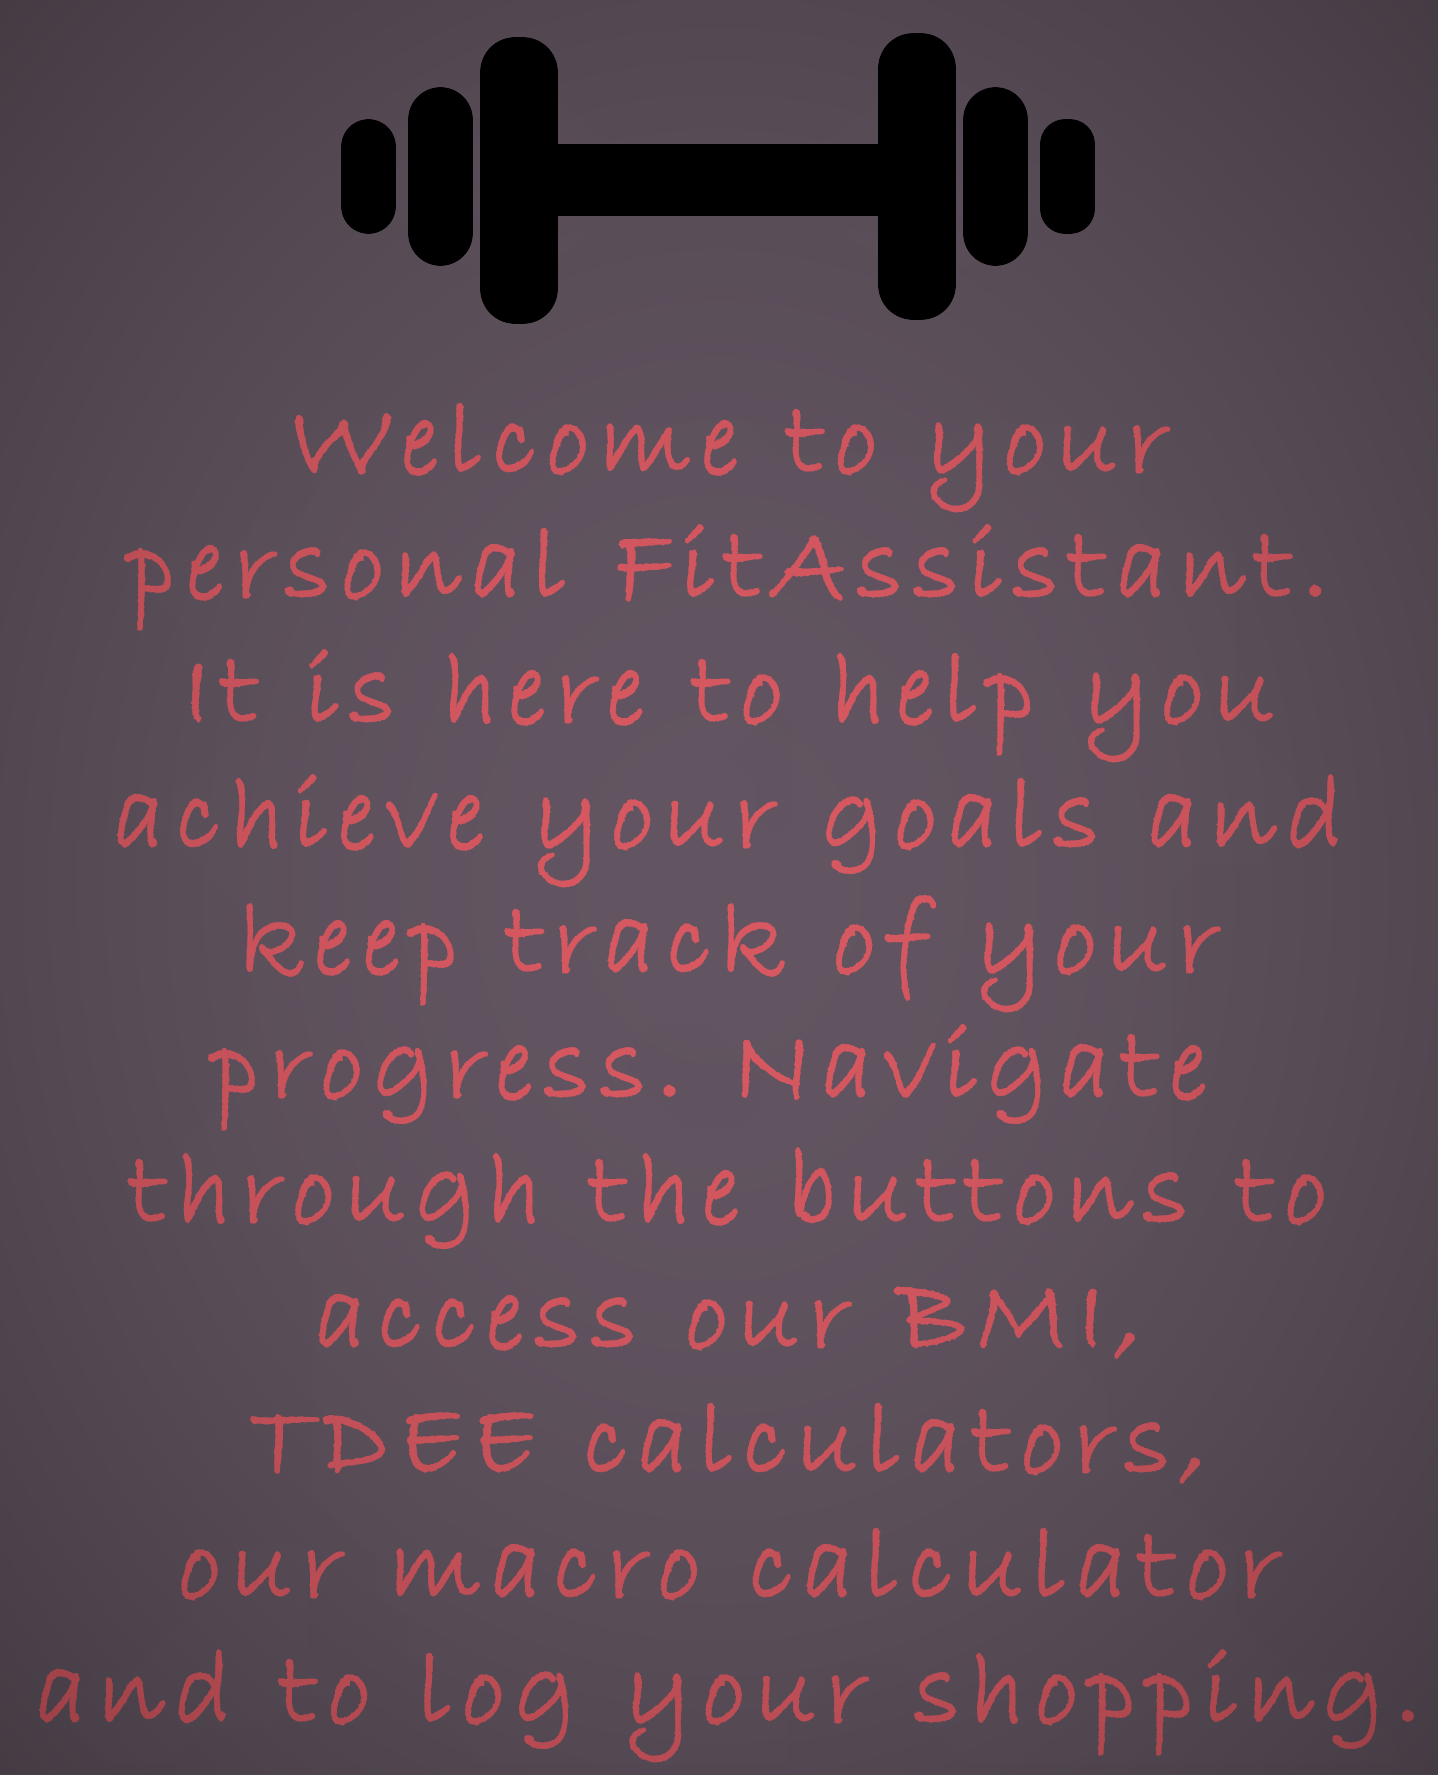 Welcome to your
personal FitAssistant.
It is here to help you
achieve your goals and
keep track of your
progress. Navigate
through the buttons to
access our BMI,
TDEE calculators,
our macro calculator
and to log your shopping.